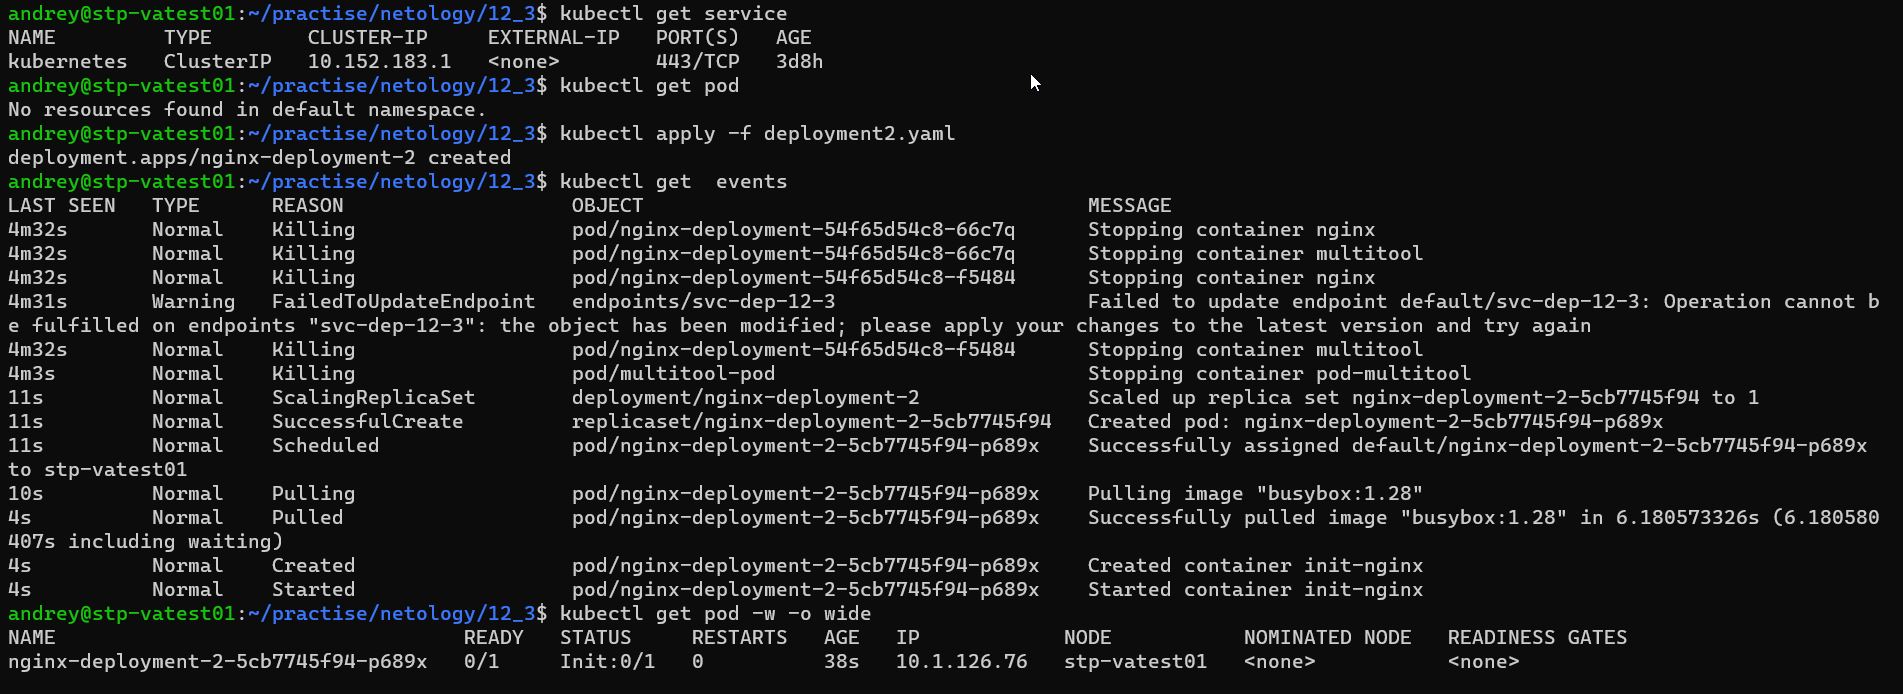 andrey@stp-vatest01:~/practise/netology/12_3$ kubectl get service
NAME         TYPE        CLUSTER-IP     EXTERNAL-IP   PORT(S)   AGE
kubernetes   ClusterIP   10.152.183.1   <none>        443/TCP   3d8h
andrey@stp-vatest01:~/practise/netology/12_3$ kubectl get pod
No resources found in default namespace.
andrey@stp-vatest01:~/practise/netology/12_3$ kubectl apply -f deployment2.yaml
deployment.apps/nginx-deployment-2 created
andrey@stp-vatest01:~/practise/netology/12_3$ kubectl get  events
LAST SEEN   TYPE      REASON                   OBJECT                                     MESSAGE
4m32s       Normal    Killing                  pod/nginx-deployment-54f65d54c8-66c7q      Stopping container nginx
4m32s       Normal    Killing                  pod/nginx-deployment-54f65d54c8-66c7q      Stopping container multitool
4m32s       Normal    Killing                  pod/nginx-deployment-54f65d54c8-f5484      Stopping container nginx
4m31s       Warning   FailedToUpdateEndpoint   endpoints/svc-dep-12-3                     Failed to update endpoint default/svc-dep-12-3: Operation cannot b
e fulfilled on endpoints "svc-dep-12-3": the object has been modified; please apply your changes to the latest version and try again
4m32s       Normal    Killing                  pod/nginx-deployment-54f65d54c8-f5484      Stopping container multitool
4m3s        Normal    Killing                  pod/multitool-pod                          Stopping container pod-multitool
11s         Normal    ScalingReplicaSet        deployment/nginx-deployment-2              Scaled up replica set nginx-deployment-2-5cb7745f94 to 1
11s         Normal    SuccessfulCreate         replicaset/nginx-deployment-2-5cb7745f94   Created pod: nginx-deployment-2-5cb7745f94-p689x
11s         Normal    Scheduled                pod/nginx-deployment-2-5cb7745f94-p689x    Successfully assigned default/nginx-deployment-2-5cb7745f94-p689x
to stp-vatest01
10s         Normal    Pulling                  pod/nginx-deployment-2-5cb7745f94-p689x    Pulling image "busybox:1.28"
4s          Normal    Pulled                   pod/nginx-deployment-2-5cb7745f94-p689x    Successfully pulled image "busybox:1.28" in 6.180573326s (6.180580
407s including waiting)
4s          Normal    Created                  pod/nginx-deployment-2-5cb7745f94-p689x    Created container init-nginx
4s          Normal    Started                  pod/nginx-deployment-2-5cb7745f94-p689x    Started container init-nginx
andrey@stp-vatest01:~/practise/netology/12_3$ kubectl get pod -w -o wide
NAME                                  READY   STATUS     RESTARTS   AGE   IP            NODE           NOMINATED NODE   READINESS GATES
nginx-deployment-2-5cb7745f94-p689x   0/1     Init:0/1   0          38s   10.1.126.76   stp-vatest01   <none>           <none>